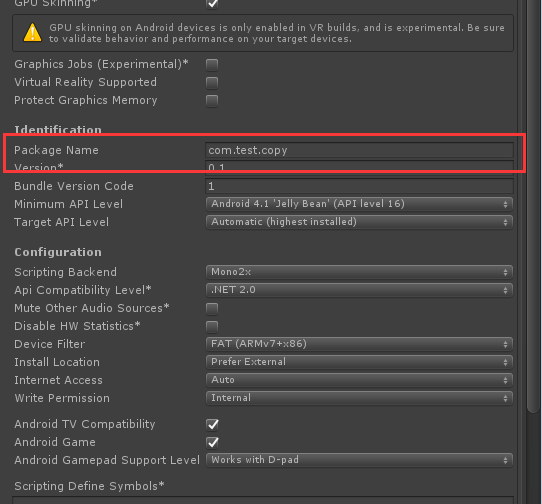 GPU Skinning*
GPU skinning on Android devices is only enabled in VR builds, and is experimental. Be sure
to validate behavior and performance on your target devices.
Graphics Jobs (Experimental)*
Virtual Reality Supported
Protect Graphics Memory
Identification
Package Name com.test.copy
Version* 0.1
Bundle Version Code 1
Minimum API Level Android 4.1 'Jelly Bean' (API level 16)
Target API Level Automatic (highest installed)
Configuration
Scripting Backend Mono2x
Api Compatibility Level* .NET 2.0
Mute Other Audio Sources*
Disable HW Statistics*
Device Filter FAT (ARMv7+x86)
Install Location Prefer External
Internet Access Auto
Write Permission Internal
Android TV Compatibility
Android Game
Android Gamepad Support Level Works with D-pad
Scripting Define Symbols*